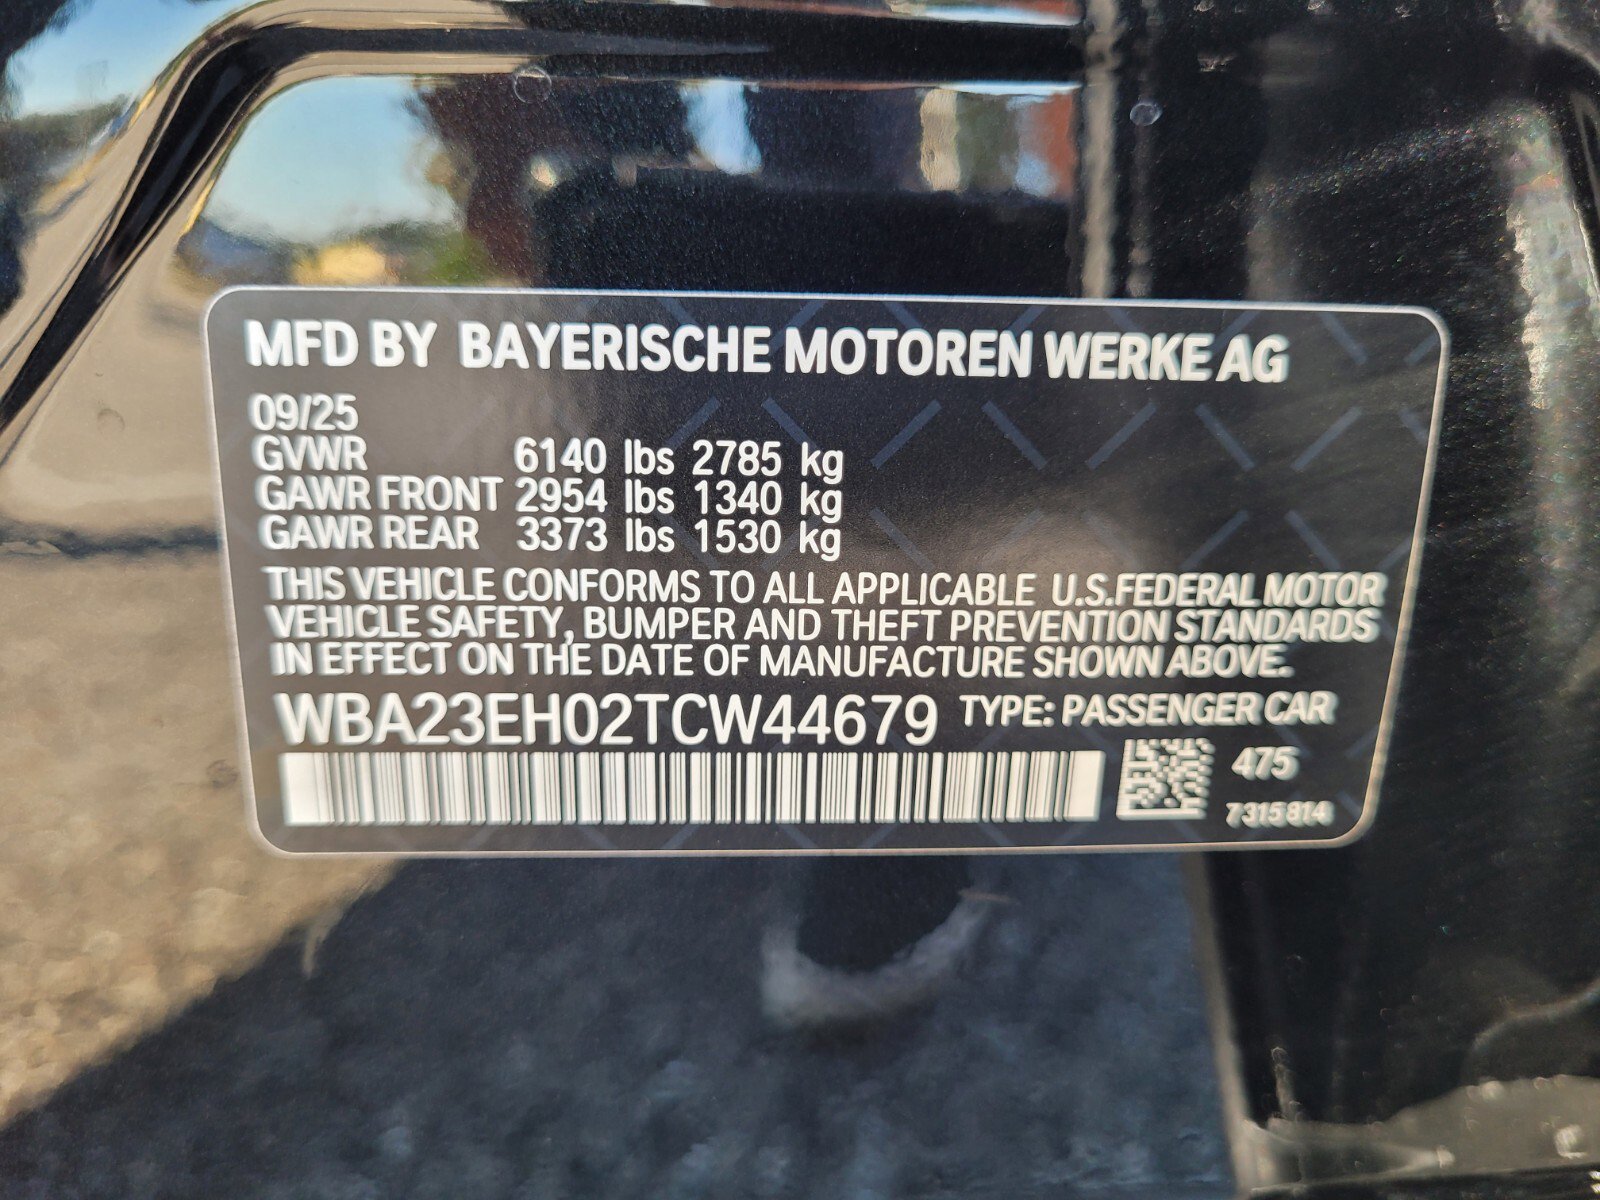 MFD BY BAYERISCHE MOTOREN WERKE AG
09/25
GVWR 6140 lbs 2785 kg
GAWR FRONT 2954 lbs 1340 kg
GAWR REAR 3373 lbs 1530 kg
THIS VEHICLE CONFORMS TO ALL APPLICABLE U.S.FEDERAL MOTOR
VEHICLE SAFETY, BUMPER AND THEFT PREVENTION STANDARDS
IN EFFECT ON THE DATE OF MANUFACTURE SHOWN ABOVE.
WBA23EH02TCW44679 TYPE: PASSENGER CAR
475
7315814